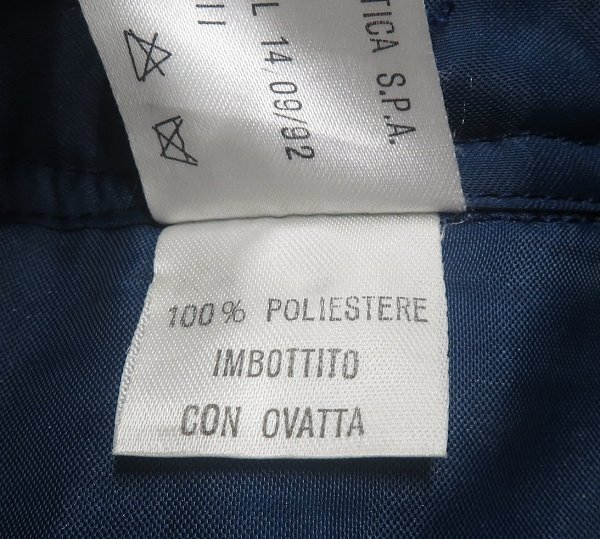 TICA S.P.A.
L 14/09/92
100% POLIESTERE
IMBOTTITO
CON OVATTA